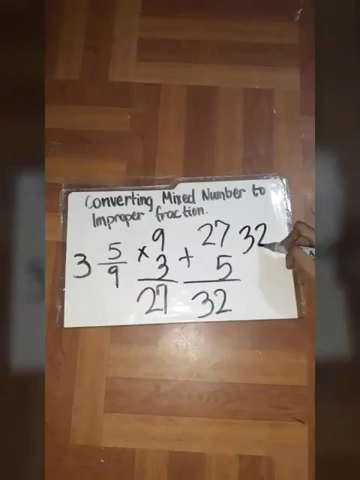 Converting Mixed Number to
Improper fraction.
3 5/9 × 9 + 27 32
3 5
27 32